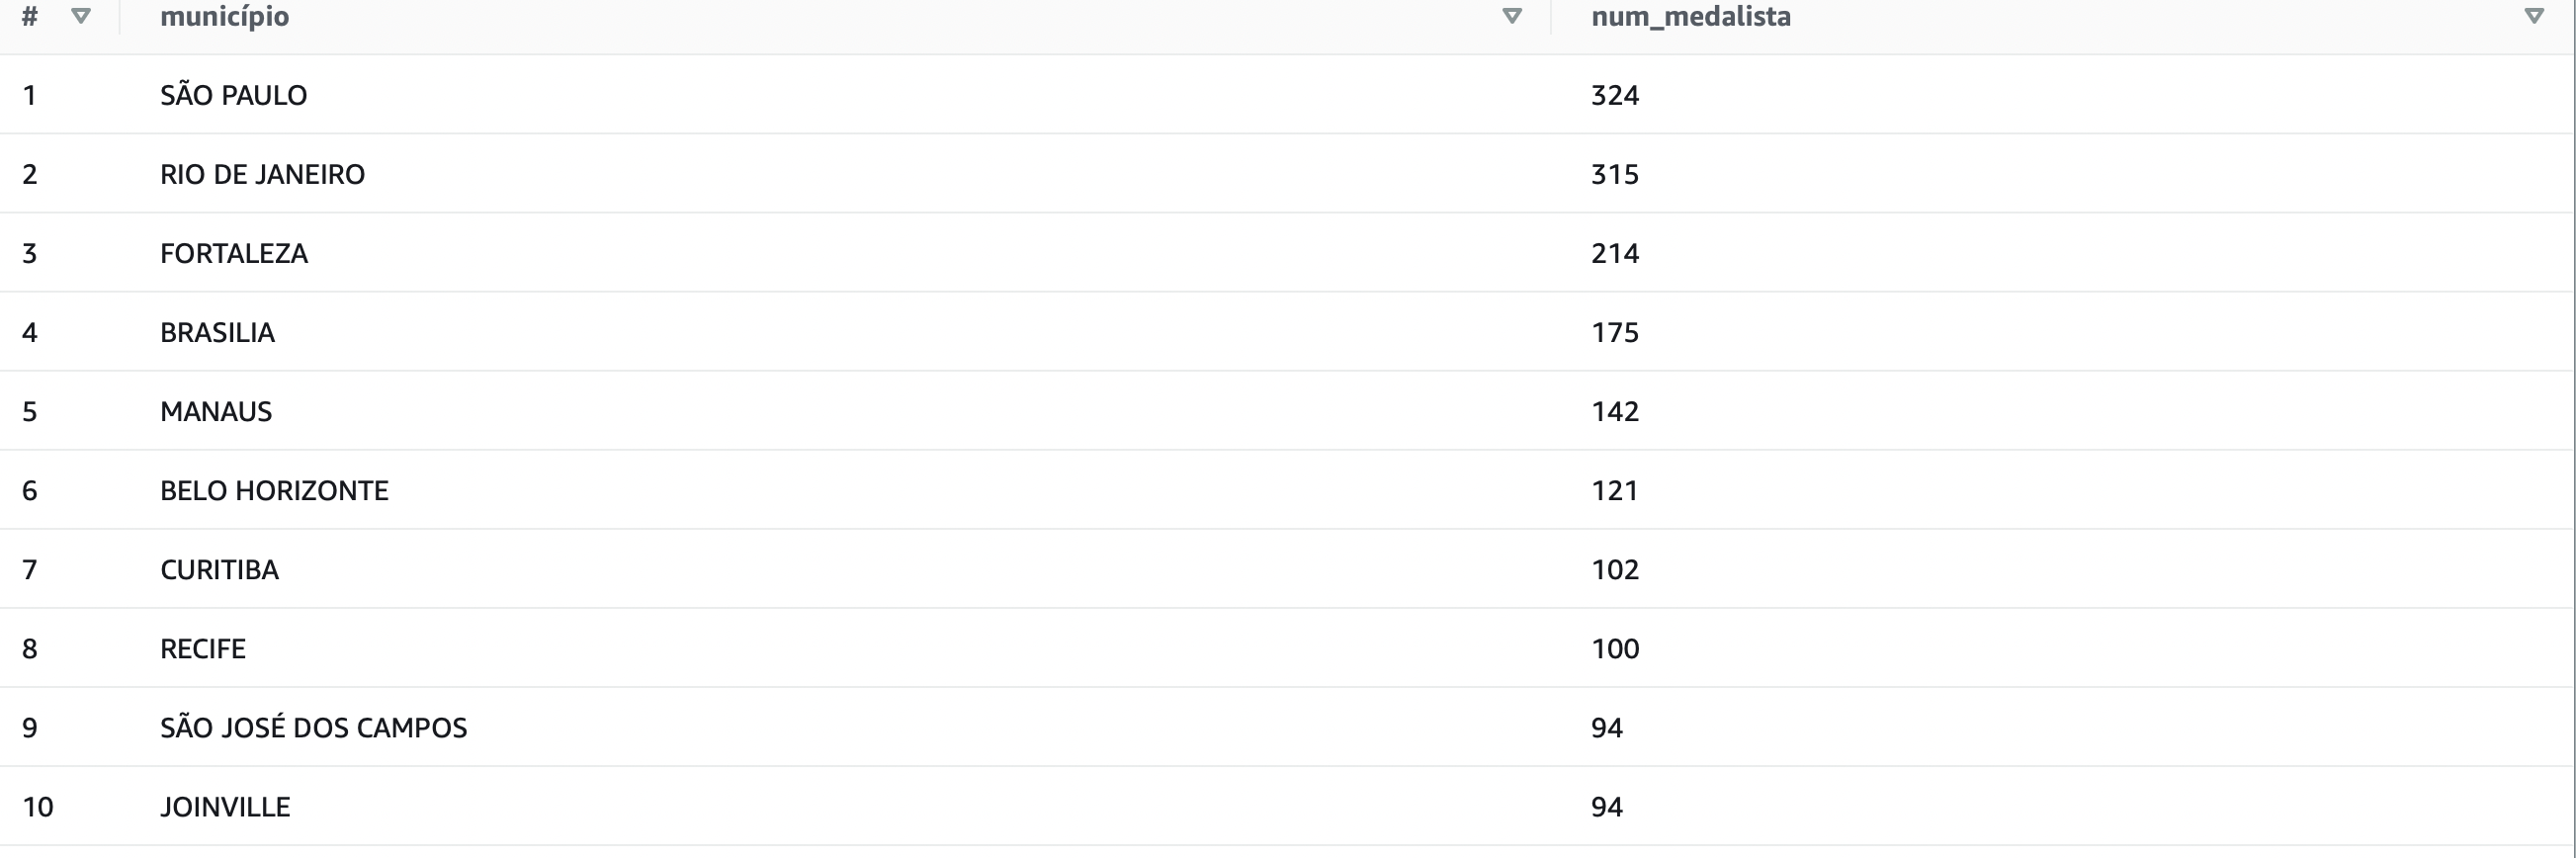 # município num_medalista
1 SÃO PAULO 324
2 RIO DE JANEIRO 315
3 FORTALEZA 214
4 BRASILIA 175
5 MANAUS 142
6 BELO HORIZONTE 121
7 CURITIBA 102
8 RECIFE 100
9 SÃO JOSÉ DOS CAMPOS 94
10 JOINVILLE 94